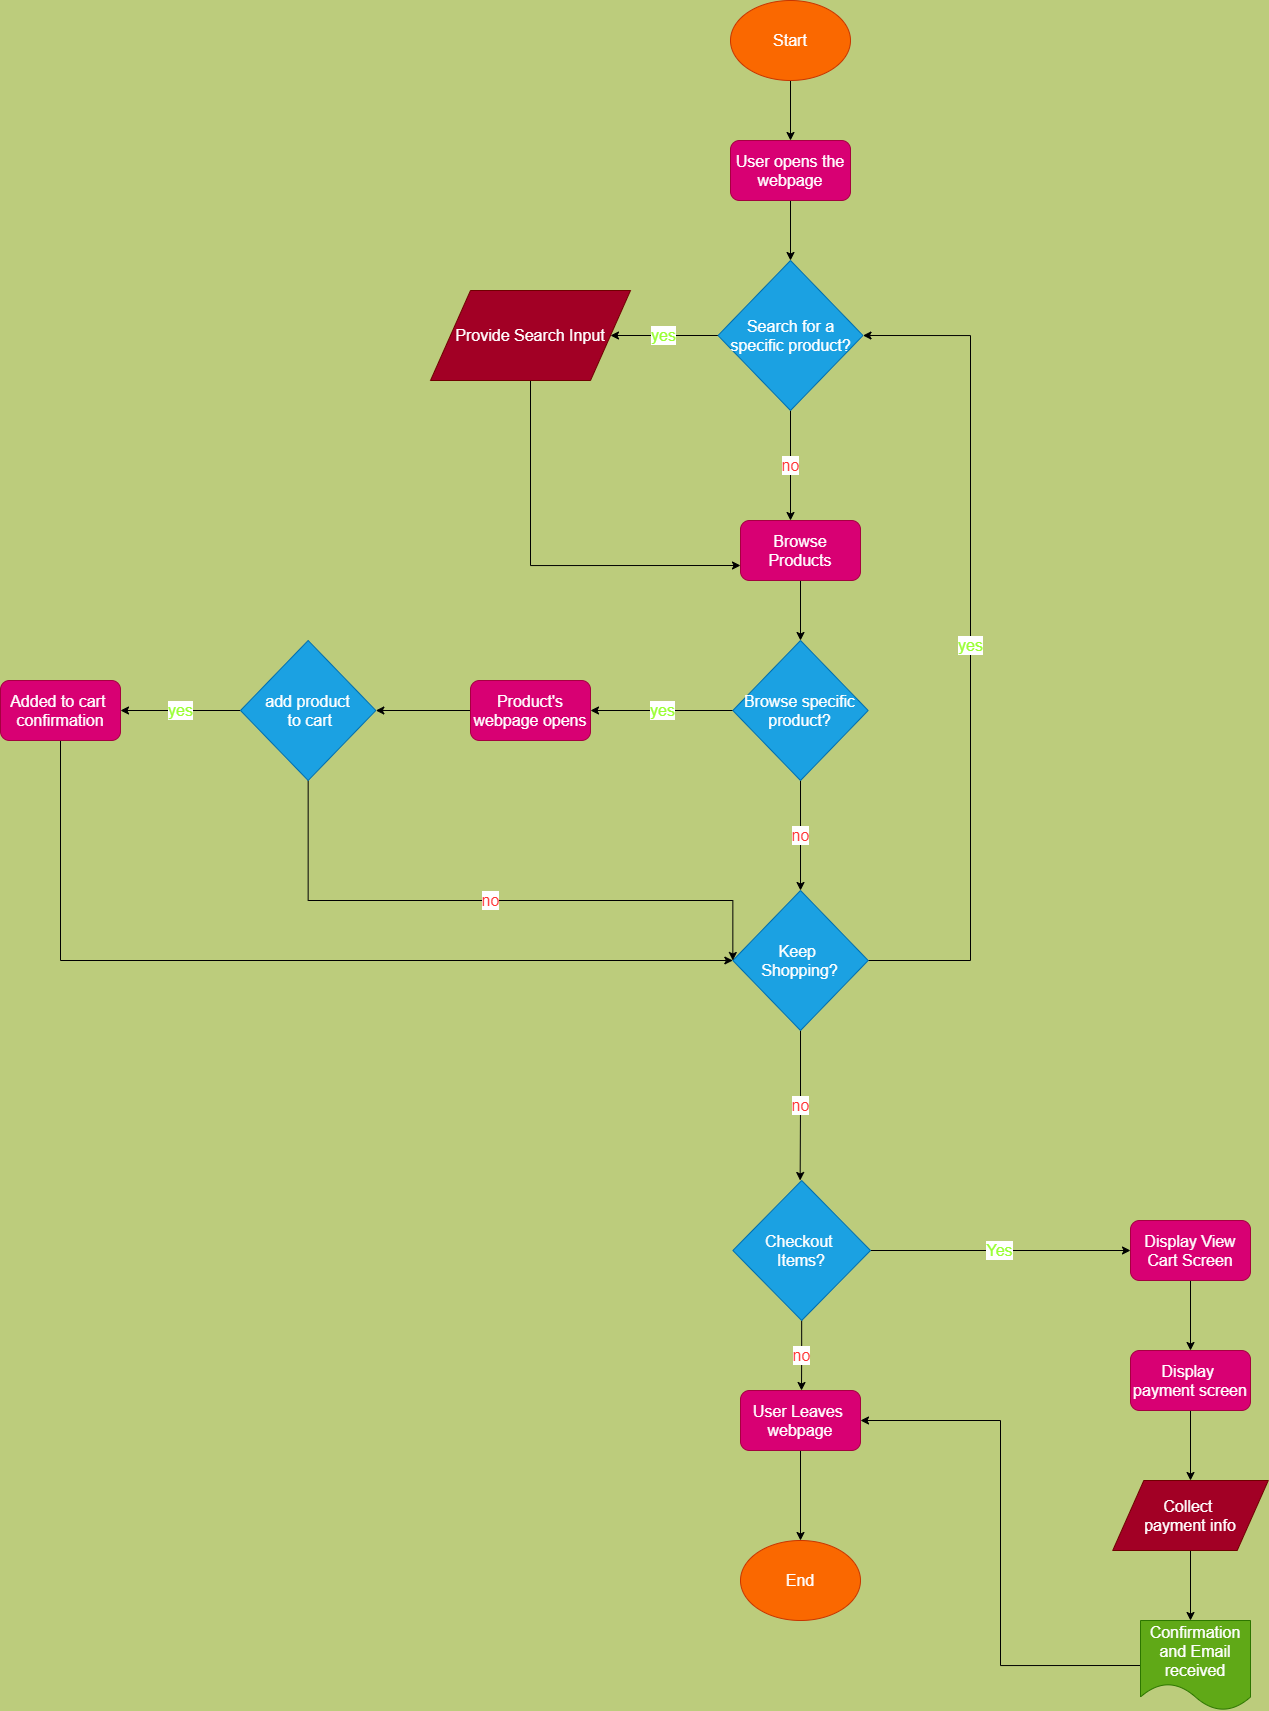 Start
User opens the
webpage
Search for a
specific product?
yes
Provide Search Input
no
Browse
Products
yes
Browse specific
product?
yes
Product's
webpage opens
add product
to cart
yes
Added to cart
confirmation
no
no
Keep
Shopping?
no
Checkout
Items?
Yes
Display View
Cart Screen
no
Display
payment screen
User Leaves
webpage
Collect
payment info
End
Confirmation
and Email
received